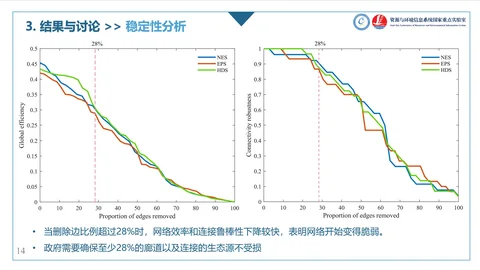 3. 结果与讨论 >> 稳定性分析
资源与环境信息系统国家重点实验室
28%
NES
EPS
HDS
Global efficiency
0.5
0.45
0.4
0.35
0.3
0.25
0.2
0.15
0.1
0.05
0
0 10 20 30 40 50 60 70 80 90 100
Proportion of edges removed
28%
NES
EPS
HDS
Connectivity robustness
1
0.9
0.8
0.7
0.6
0.5
0.4
0.3
0.2
0.1
0
0 10 20 30 40 50 60 70 80 90 100
Proportion of edges removed
• 当删除边比例超过28%时，网络效率和连接鲁棒性下降较快，表明网络开始变得脆弱。
• 政府需要确保至少28%的廊道以及连接的生态源不受损
14